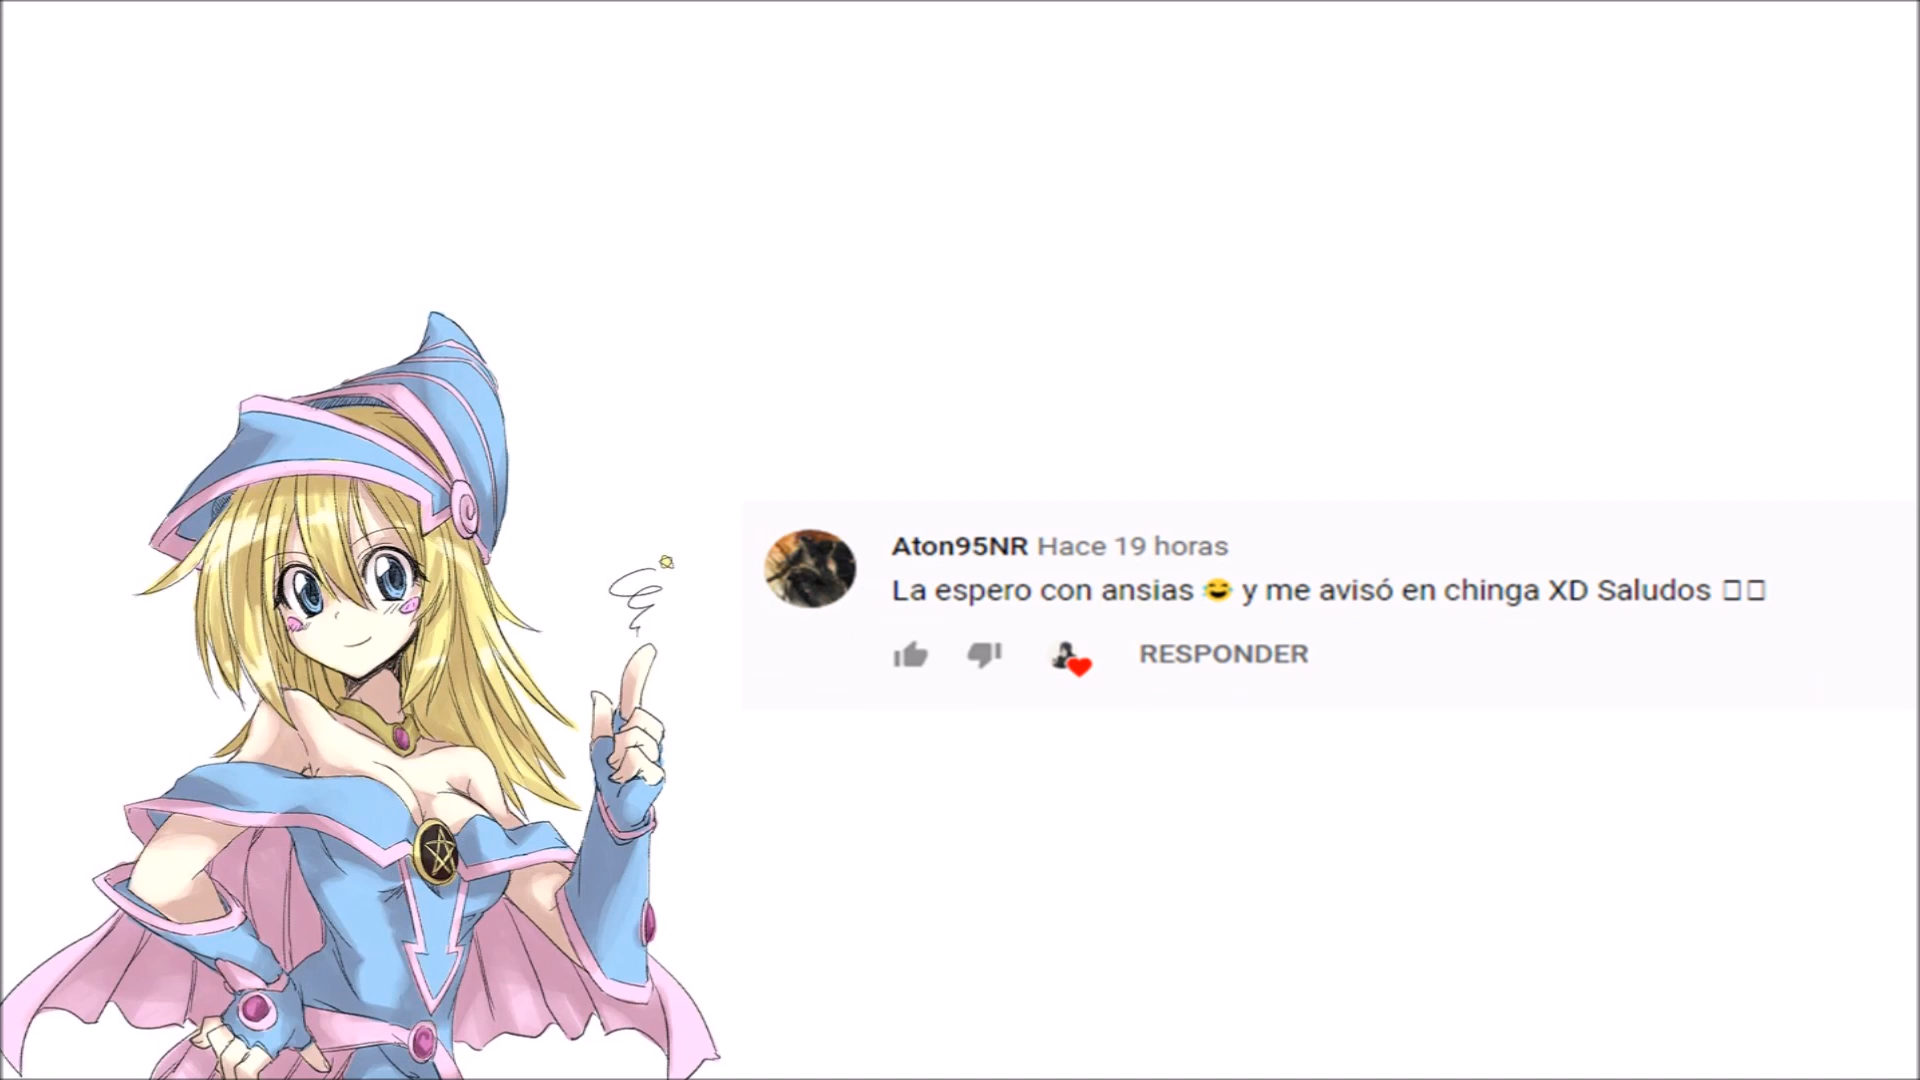 Aton95NR Hace 19 horas
La espero con ansias 😂 y me avisó en chinga XD Saludos □□
RESPONDER